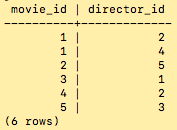 movie_id | director_id
----------+-------------
1 | 2
1 | 4
2 | 5
3 | 1
4 | 2
5 | 3
(6 rows)